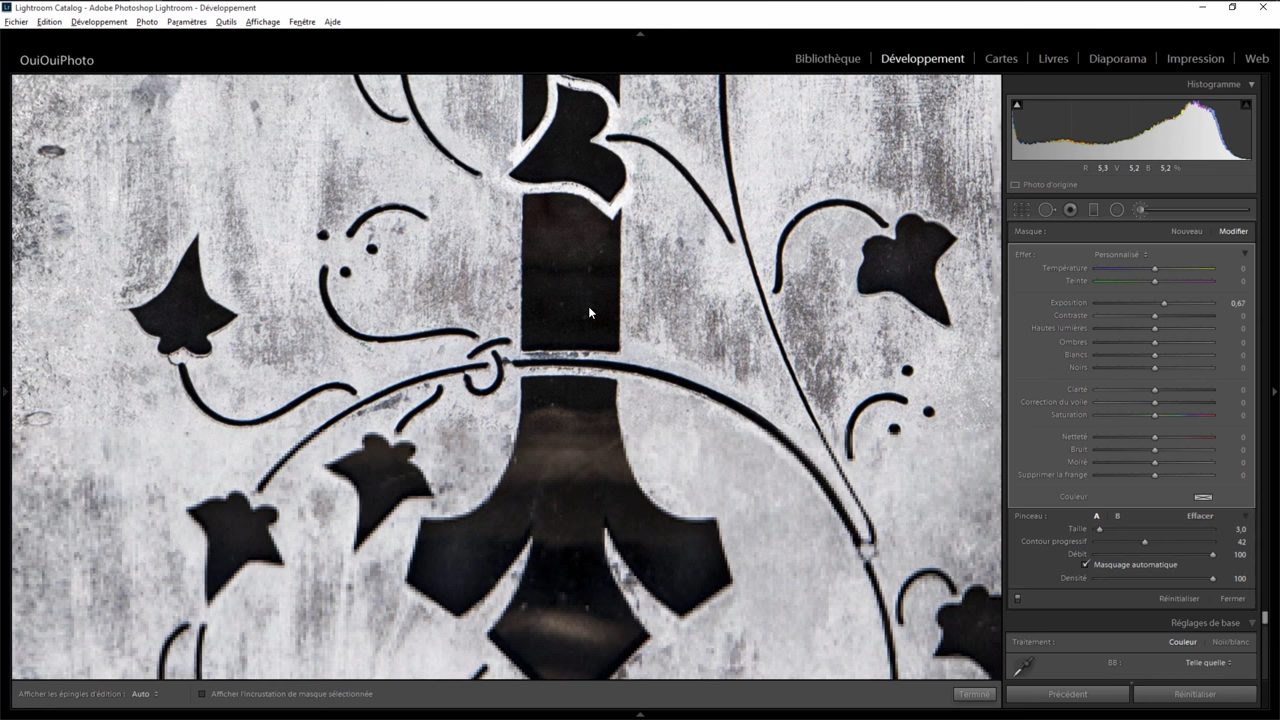 Lightroom Catalog - Adobe Photoshop Lightroom - Développement
Fichier Edition Développement Photo Paramètres Outils Affichage Fenêtre Aide
OuiOuiPhoto
Bibliothèque Développement Cartes Livres Diaporama Impression Web
Histogramme
R 5,3 V 5,2 B 5,2 %
Photo d'origine
Masque : Nouveau Modifier
Effet : Personnalisé
Température 0
Teinte 0
Exposition 0,67
Contraste 0
Hautes lumières 0
Ombres 0
Blancs 0
Noirs 0
Clarté 0
Correction du voile 0
Saturation 0
Netteté 0
Bruit 0
Moiré 0
Supprimer la frange 0
Couleur
Pinceau : A B Effacer
Taille 3,0
Contour progressif 42
Débit 100
Masquage automatique
Densité 100
Réinitialiser Fermer
Réglages de base
Traitement : Couleur Noir/blanc
BB : Telle quelle
Afficher les épingles d'édition : Auto Afficher l'incrustation de masque sélectionnée Terminé
Précédent Réinitialiser